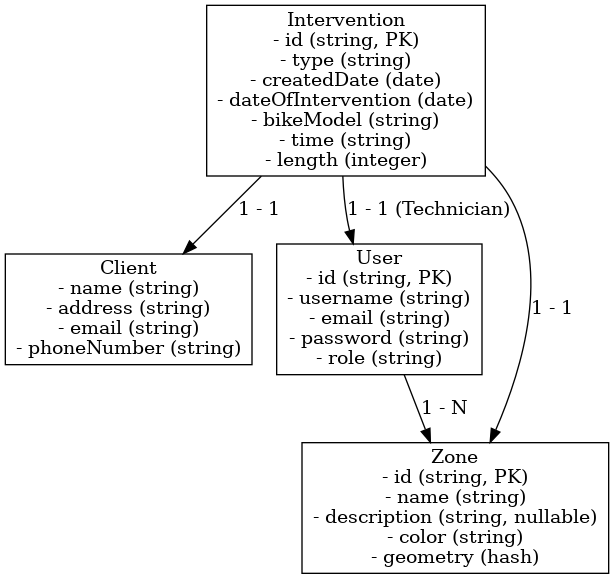 Intervention
- id (string, PK)
- type (string)
- createdDate (date)
- dateOfIntervention (date)
- bikeModel (string)
- time (string)
- length (integer)
1 - 1
1 - 1 (Technician)
1 - 1
Client
- name (string)
- address (string)
- email (string)
- phoneNumber (string)
User
- id (string, PK)
- username (string)
- email (string)
- password (string)
- role (string)
1 - N
Zone
- id (string, PK)
- name (string)
- description (string, nullable)
- color (string)
- geometry (hash)